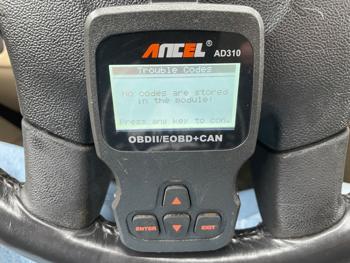 ANCEL®
AD310
Trouble Codes
No codes are stored
in the module!
Press any key to con.
OBDII/EOBD+CAN
ENTER
EXIT